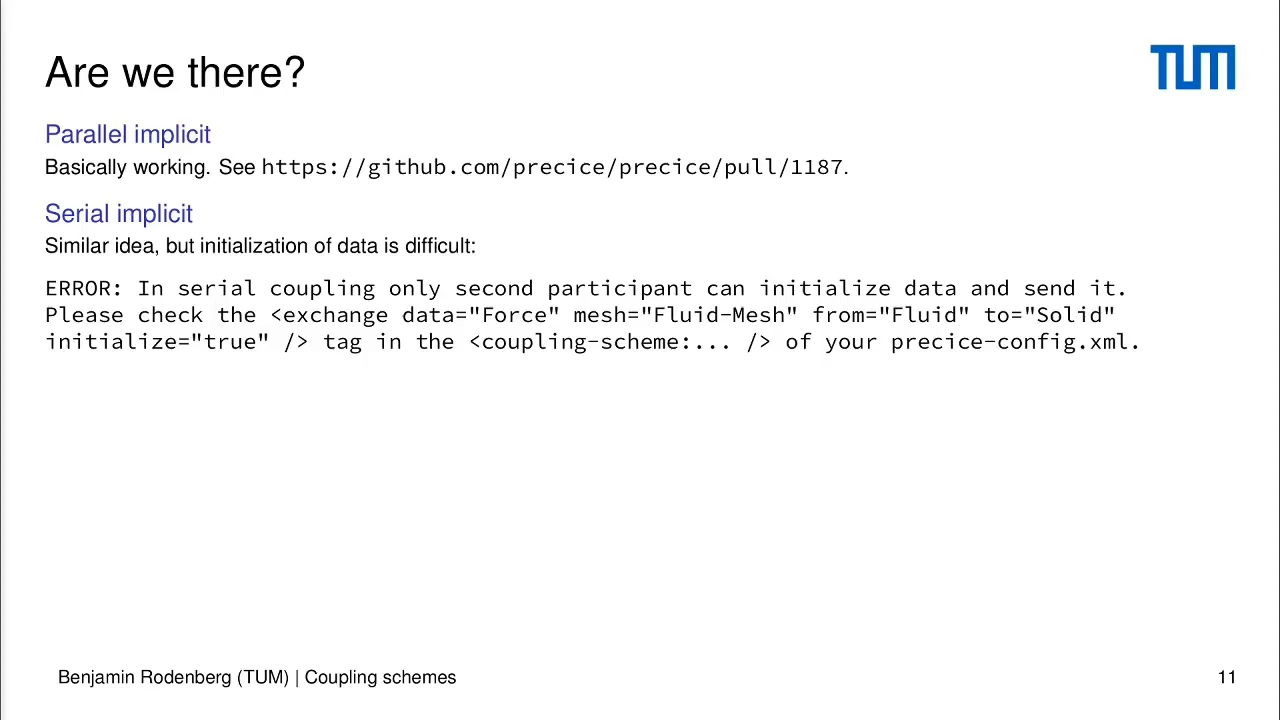 Are we there?
TUM
Parallel implicit
Basically working. See https://github.com/precice/precice/pull/1187.
Serial implicit
Similar idea, but initialization of data is difficult:
ERROR: In serial coupling only second participant can initialize data and send it.
Please check the <exchange data="Force" mesh="Fluid-Mesh" from="Fluid" to="Solid"
initialize="true" /> tag in the <coupling-scheme:... /> of your precice-config.xml.
Benjamin Rodenberg (TUM) | Coupling schemes
11